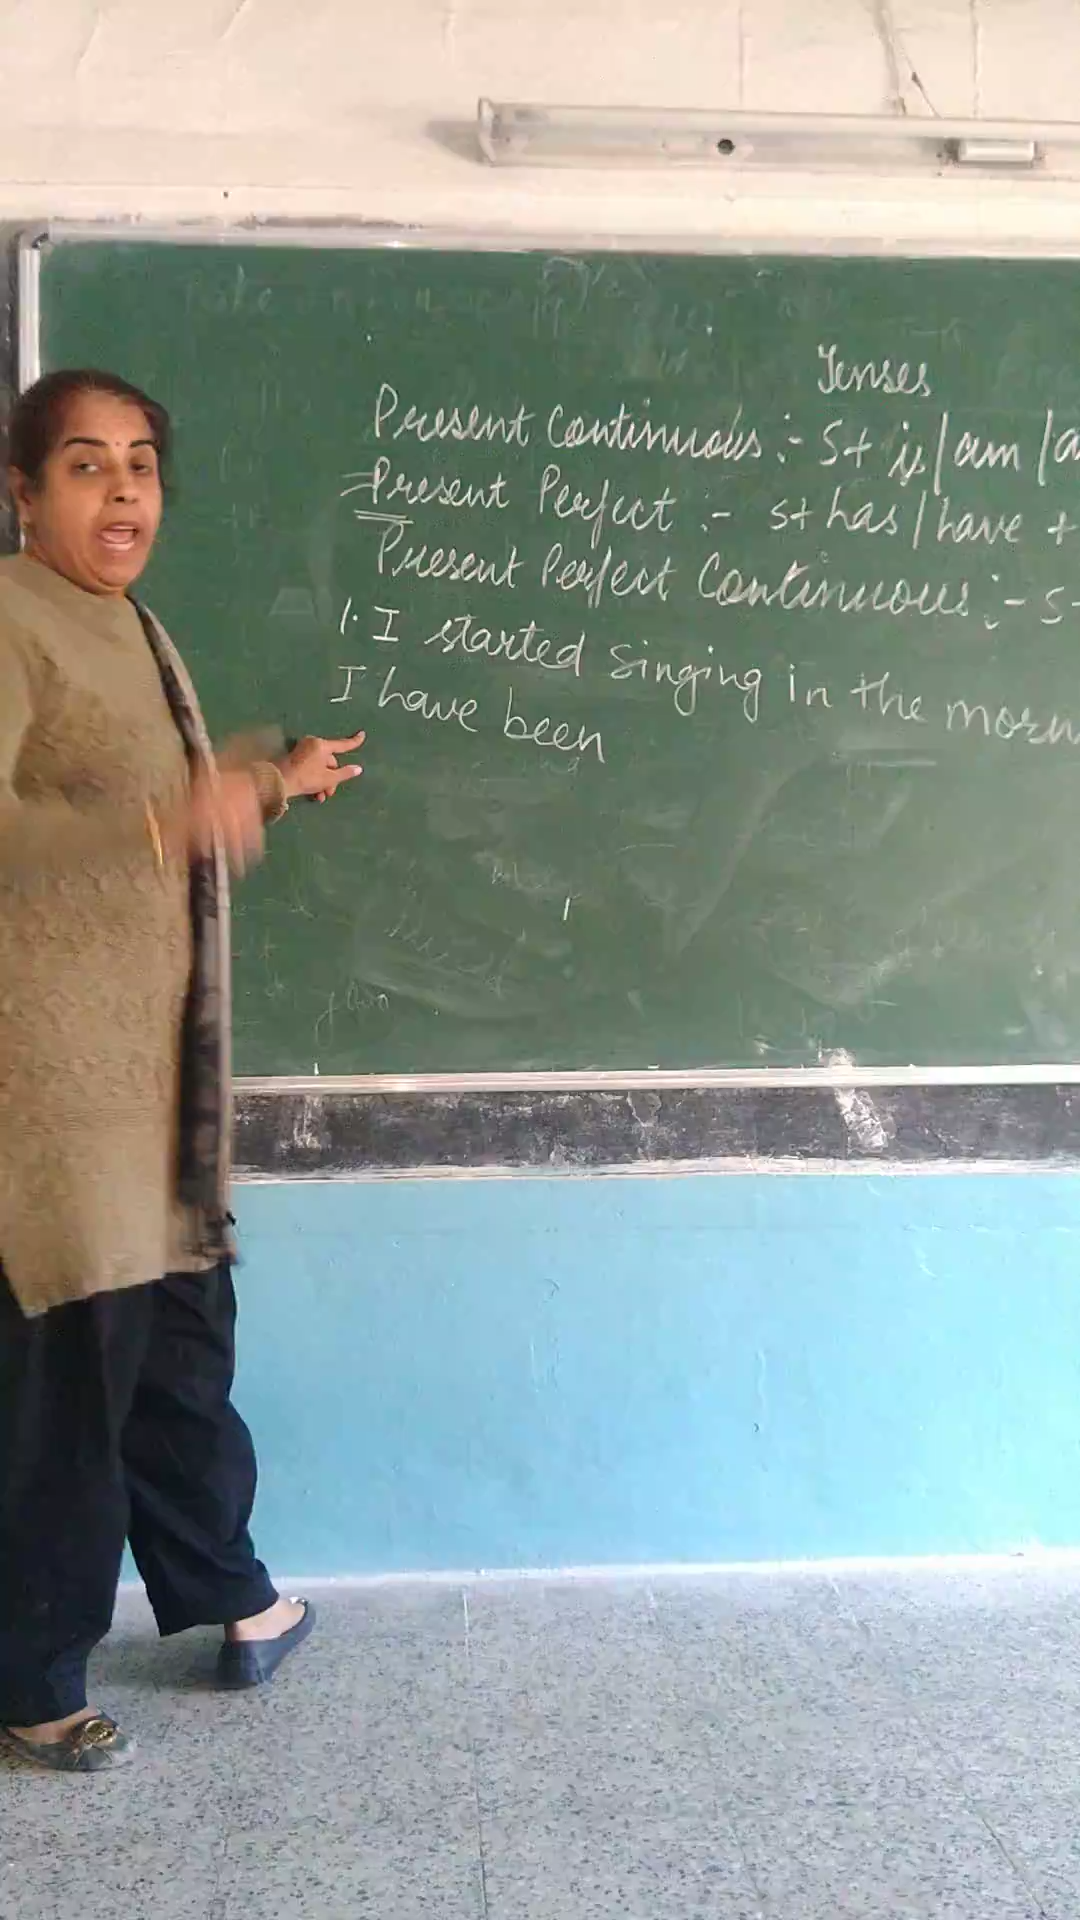 Tenses
Present Continuous :- S+ is/am/a
Present Perfect :- S+ has/have +
Present Perfect Continuous :- S+
1. I started singing in the morn
I have been